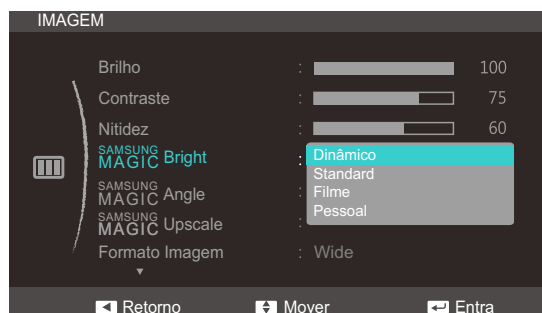 IMAGEM
Brilho : 100
Contraste : 75
Nitidez : 60
SAMSUNG MAGIC Bright :
Dinâmico
Standard
Filme
Pessoal
SAMSUNG MAGIC Angle :
SAMSUNG MAGIC Upscale :
Formato Imagem : Wide
Retorno Mover Entra